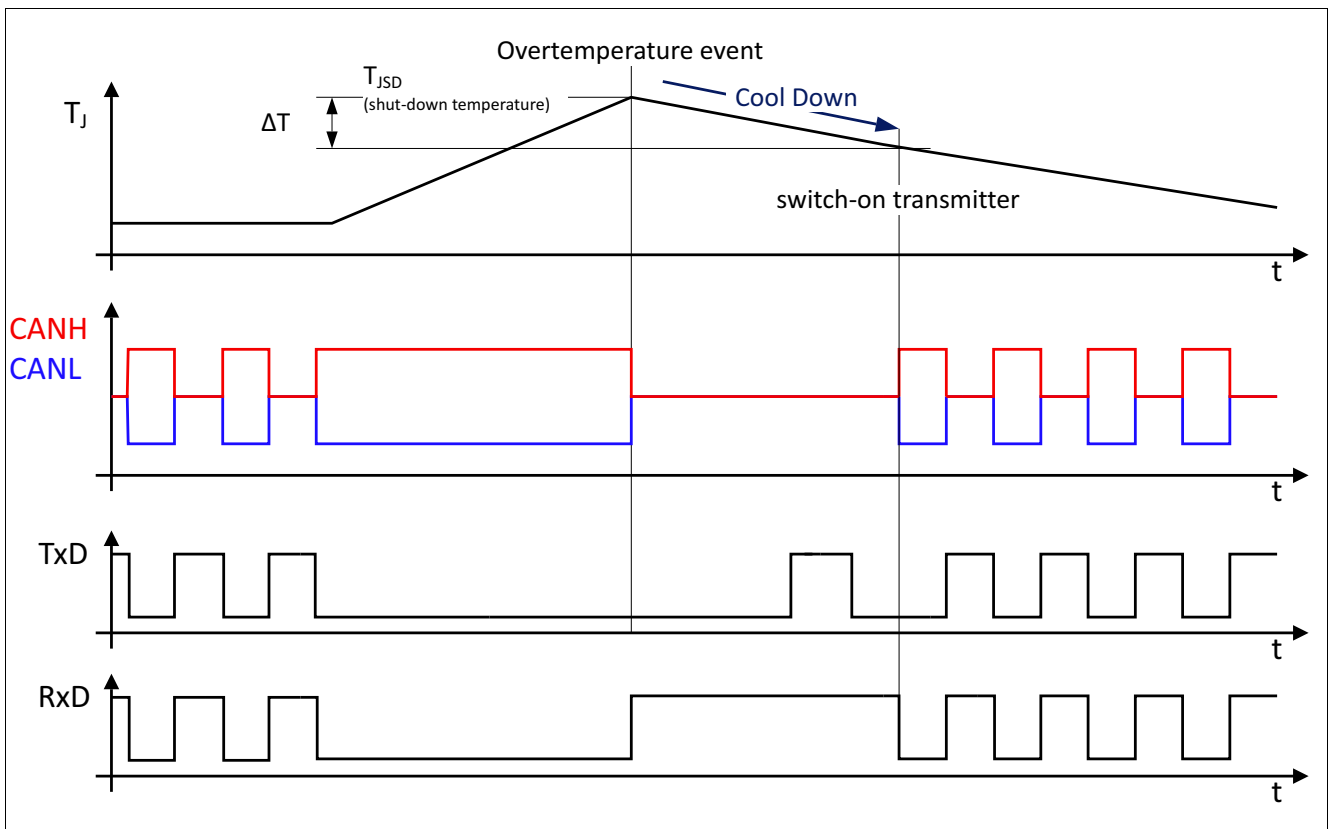 Overtemperature event
TJSD
(shut-down temperature)
Cool Down
TJ
ΔT
switch-on transmitter
t
CANH
CANL
t
TxD
t
RxD
t